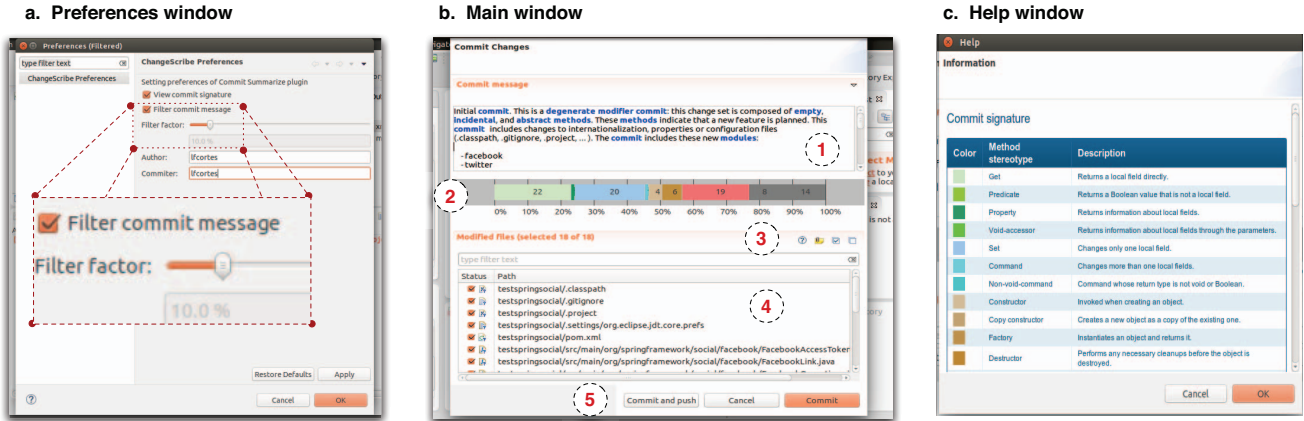 a. Preferences window
Preferences (Filtered)
type filter text
ChangeScribe Preferences
ChangeScribe Preferences
Setting preferences of Commit Summarize plugin
View commit signature
Filter commit message
Filter factor:
10.0 %
Author: lfcortes
Commiter: lfcortes
Filter commit message
Filter factor:
10.0 %
Restore Defaults Apply
Cancel OK
b. Main window
Commit Changes
Commit message
Initial commit. This is a degenerate modifier commit: this change set is composed of empty,
incidental, and abstract methods. These methods indicate that a new feature is planned. This
commit includes changes to internationalization, properties or configuration files
(.classpath, .gitignore, .project, ... ). The commit includes these new modules:
- facebook
- twitter
1
2
22 20 4 6 19 8 14
0% 10% 20% 30% 40% 50% 60% 70% 80% 90% 100%
Modified files (selected 18 of 18)
3
type filter text
Status Path
testspringsocial/.classpath
testspringsocial/.gitignore
testspringsocial/.project
testspringsocial/.settings/org.eclipse.jdt.core.prefs
testspringsocial/pom.xml
testspringsocial/src/main/org/springframework/social/facebook/FacebookAccessToken
testspringsocial/src/main/org/springframework/social/facebook/FacebookLink.java
4
5
Commit and push Cancel Commit
c. Help window
Help
Information
Commit signature
Color Method stereotype Description
Get Returns a local field directly.
Predicate Returns a Boolean value that is not a local field.
Property Returns information about local fields.
Void-accessor Returns information about local fields through the parameters.
Set Changes only one local field.
Command Changes more than one local fields.
Non-void-command Command whose return type is not void or Boolean.
Constructor Invoked when creating an object.
Copy constructor Creates a new object as a copy of the existing one.
Factory Instantiates an object and returns it.
Destructor Performs any necessary cleanups before the object is
destroyed.
Cancel OK